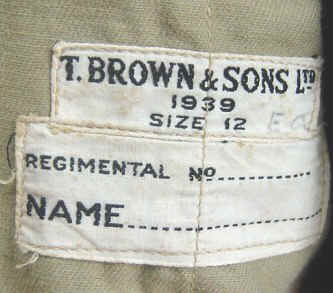 T. BROWN & SONS LTD
1939
SIZE 12
REGIMENTAL NO..............
NAME........................